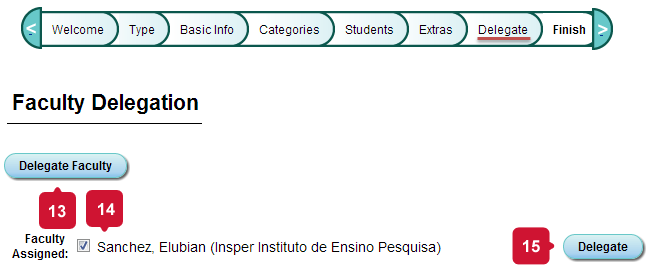 < Welcome Type Basic Info Categories Students Extras Delegate Finish >
Faculty Delegation
Delegate Faculty
13 14
Faculty
Assigned:
Sanchez, Elubian (Insper Instituto de Ensino Pesquisa)
15 Delegate